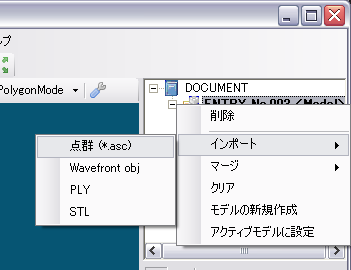 ルプ
PolygonMode
DOCUMENT
ENTRY No.003 /Model)
削除
インポート
マージ
クリア
モデルの新規作成
アクティブモデルに設定
点群 (*.asc)
Wavefront obj
PLY
STL